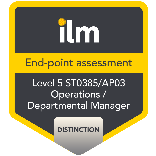 ilm
End-point assessment
Level 5 ST0385/AP03
Operations /
Departmental Manager
DISTINCTION